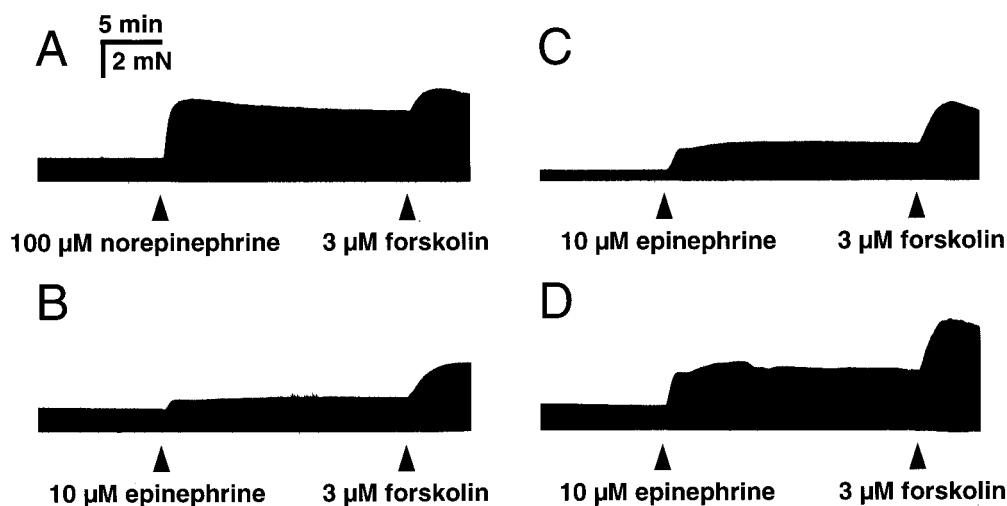 A
5 min
2 mN
100 µM norepinephrine
3 µM forskolin
B
10 µM epinephrine
3 µM forskolin
C
10 µM epinephrine
3 µM forskolin
D
10 µM epinephrine
3 µM forskolin